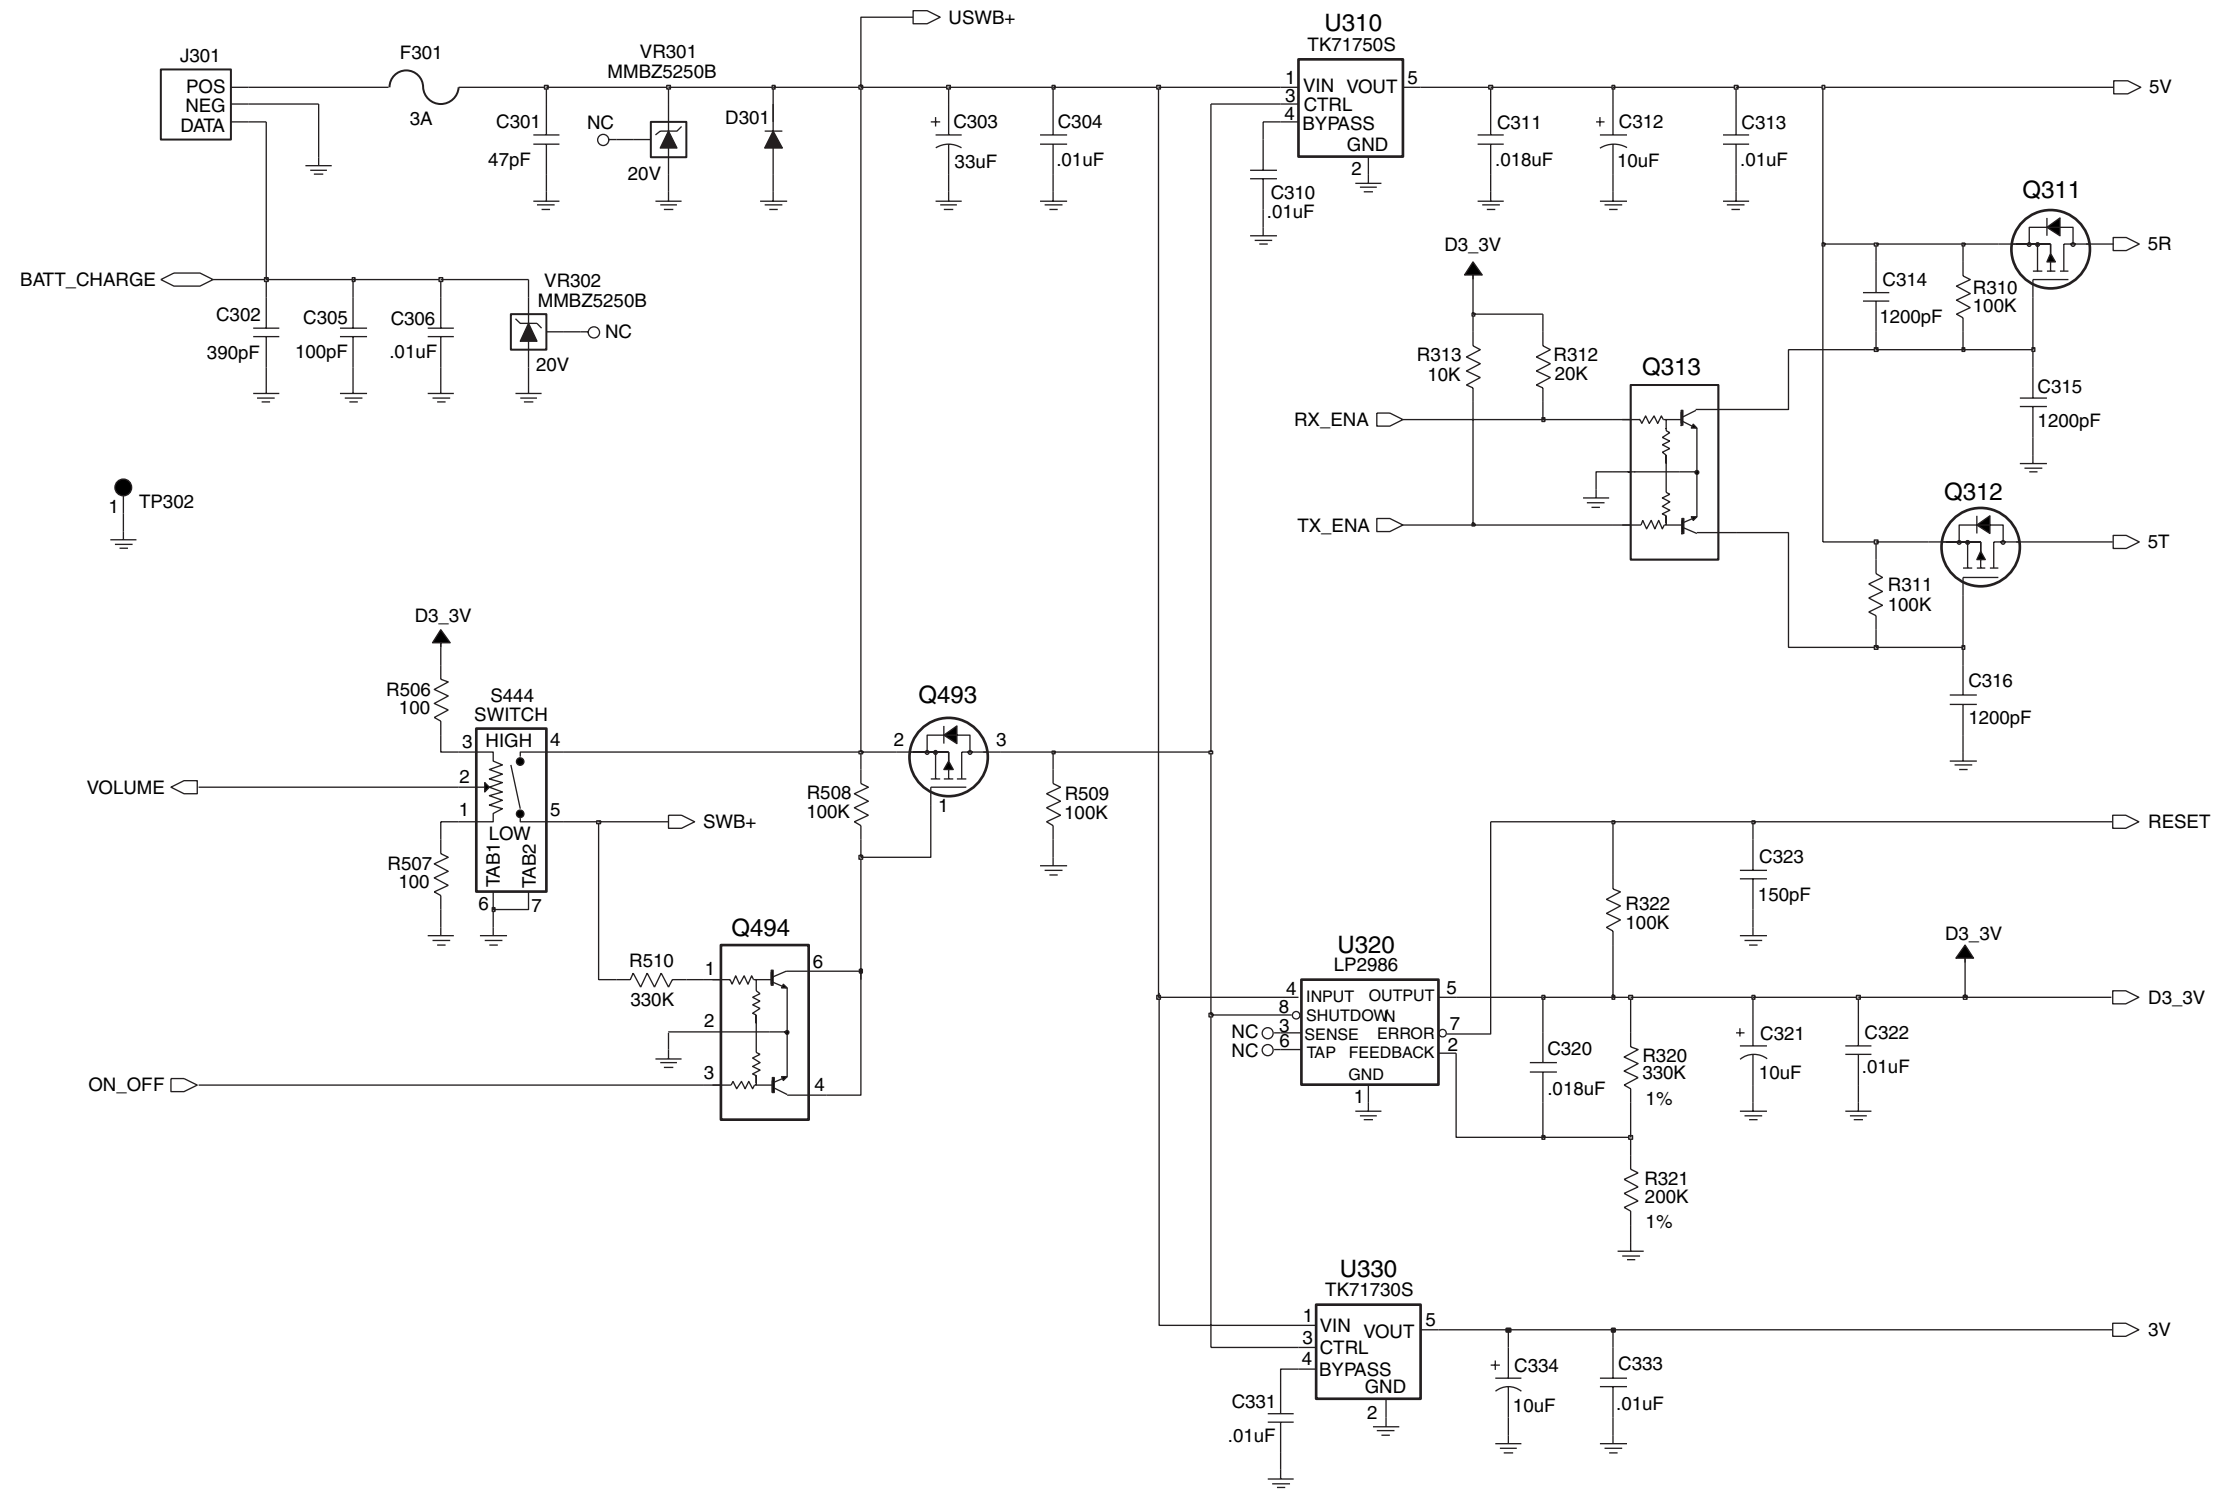 USWB+
J301
POS
NEG
DATA
F301
3A
VR301
MMBZ5250B
C301
47pF
NC
20V
D301
+ C303
33uF
C304
.01uF
U310
TK71750S
1 VIN VOUT 5
3 CTRL
4 BYPASS
GND
2
C310
.01uF
C311
.018uF
+ C312
10uF
C313
.01uF
5V
Q311
5R
C314
1200pF
R310
100K
C315
1200pF
D3_3V
R313
10K
R312
20K
Q313
RX_ENA
TX_ENA
Q312
5T
R311
100K
C316
1200pF
BATT_CHARGE
C302
390pF
C305
100pF
C306
.01uF
VR302
MMBZ5250B
NC
20V
1 TP302
D3_3V
R506
100
S444
SWITCH
3 HIGH 4
VOLUME
2
1 5
LOW
TAB1
TAB2
6 7
R507
100
SWB+
Q493
2 3
1
R508
100K
R509
100K
Q494
R510
330K
1 6
2
3 4
ON_OFF
RESET
C323
150pF
R322
100K
D3_3V
U320
LP2986
4 INPUT OUTPUT 5
8 SHUTDOWN
NC 3 SENSE ERROR 7
NC 6 TAP FEEDBACK 2
GND
1
D3_3V
C320
.018uF
R320
330K
1%
+ C321
10uF
C322
.01uF
R321
200K
1%
U330
TK71730S
1 VIN VOUT 5
3 CTRL
4 BYPASS
GND
2
C331
.01uF
+ C334
10uF
C333
.01uF
3V